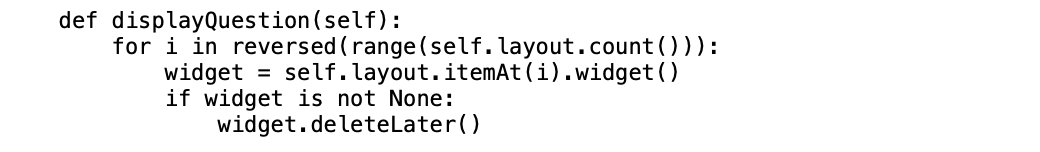 def displayQuestion(self):
    for i in reversed(range(self.layout.count())):
        widget = self.layout.itemAt(i).widget()
        if widget is not None:
            widget.deleteLater()